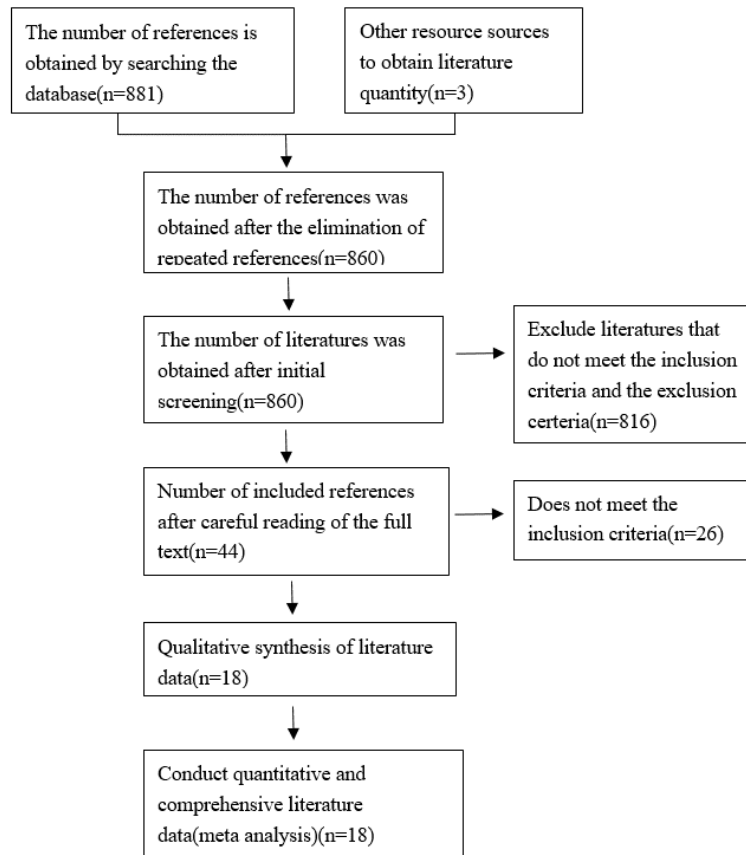 The number of references is
obtained by searching the
database(n=881)
Other resource sources
to obtain literature
quantity(n=3)
The number of references was
obtained after the elimination of
repeated references(n=860)
The number of literatures was
obtained after initial
screening(n=860)
Exclude literatures that
do not meet the inclusion
criteria and the exclusion
certeria(n=816)
Number of included references
after careful reading of the full
text(n=44)
Does not meet the
inclusion criteria(n=26)
Qualitative synthesis of literature
data(n=18)
Conduct quantitative and
comprehensive literature
data(meta analysis)(n=18)